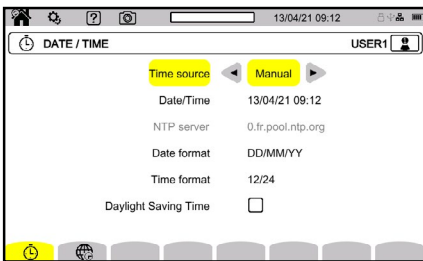 ? 13/04/21 09:12
DATE / TIME USER1
Time source Manual
Date/Time 13/04/21 09:12
NTP server 0.fr.pool.ntp.org
Date format DD/MM/YY
Time format 12/24
Daylight Saving Time